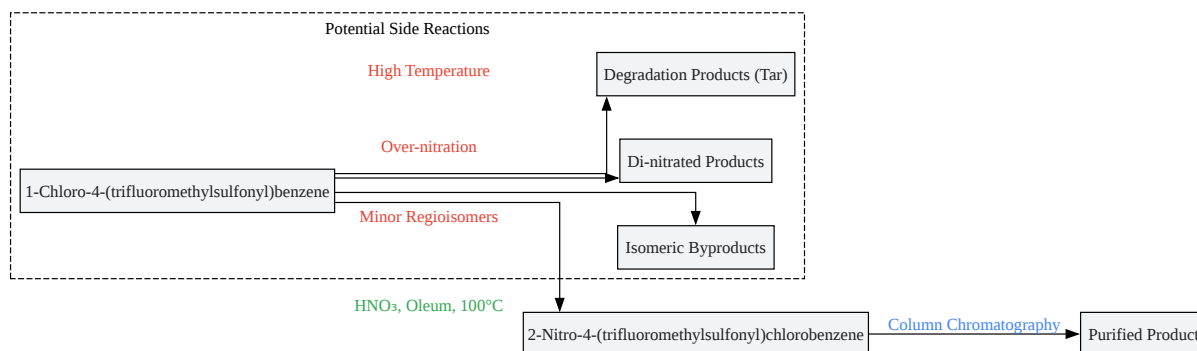 Potential Side Reactions
High Temperature
Degradation Products (Tar)
Over-nitration
Di-nitrated Products
1-Chloro-4-(trifluoromethylsulfonyl)benzene
Minor Regioisomers
Isomeric Byproducts
HNO₃, Oleum, 100°C
2-Nitro-4-(trifluoromethylsulfonyl)chlorobenzene
Column Chromatography
Purified Product